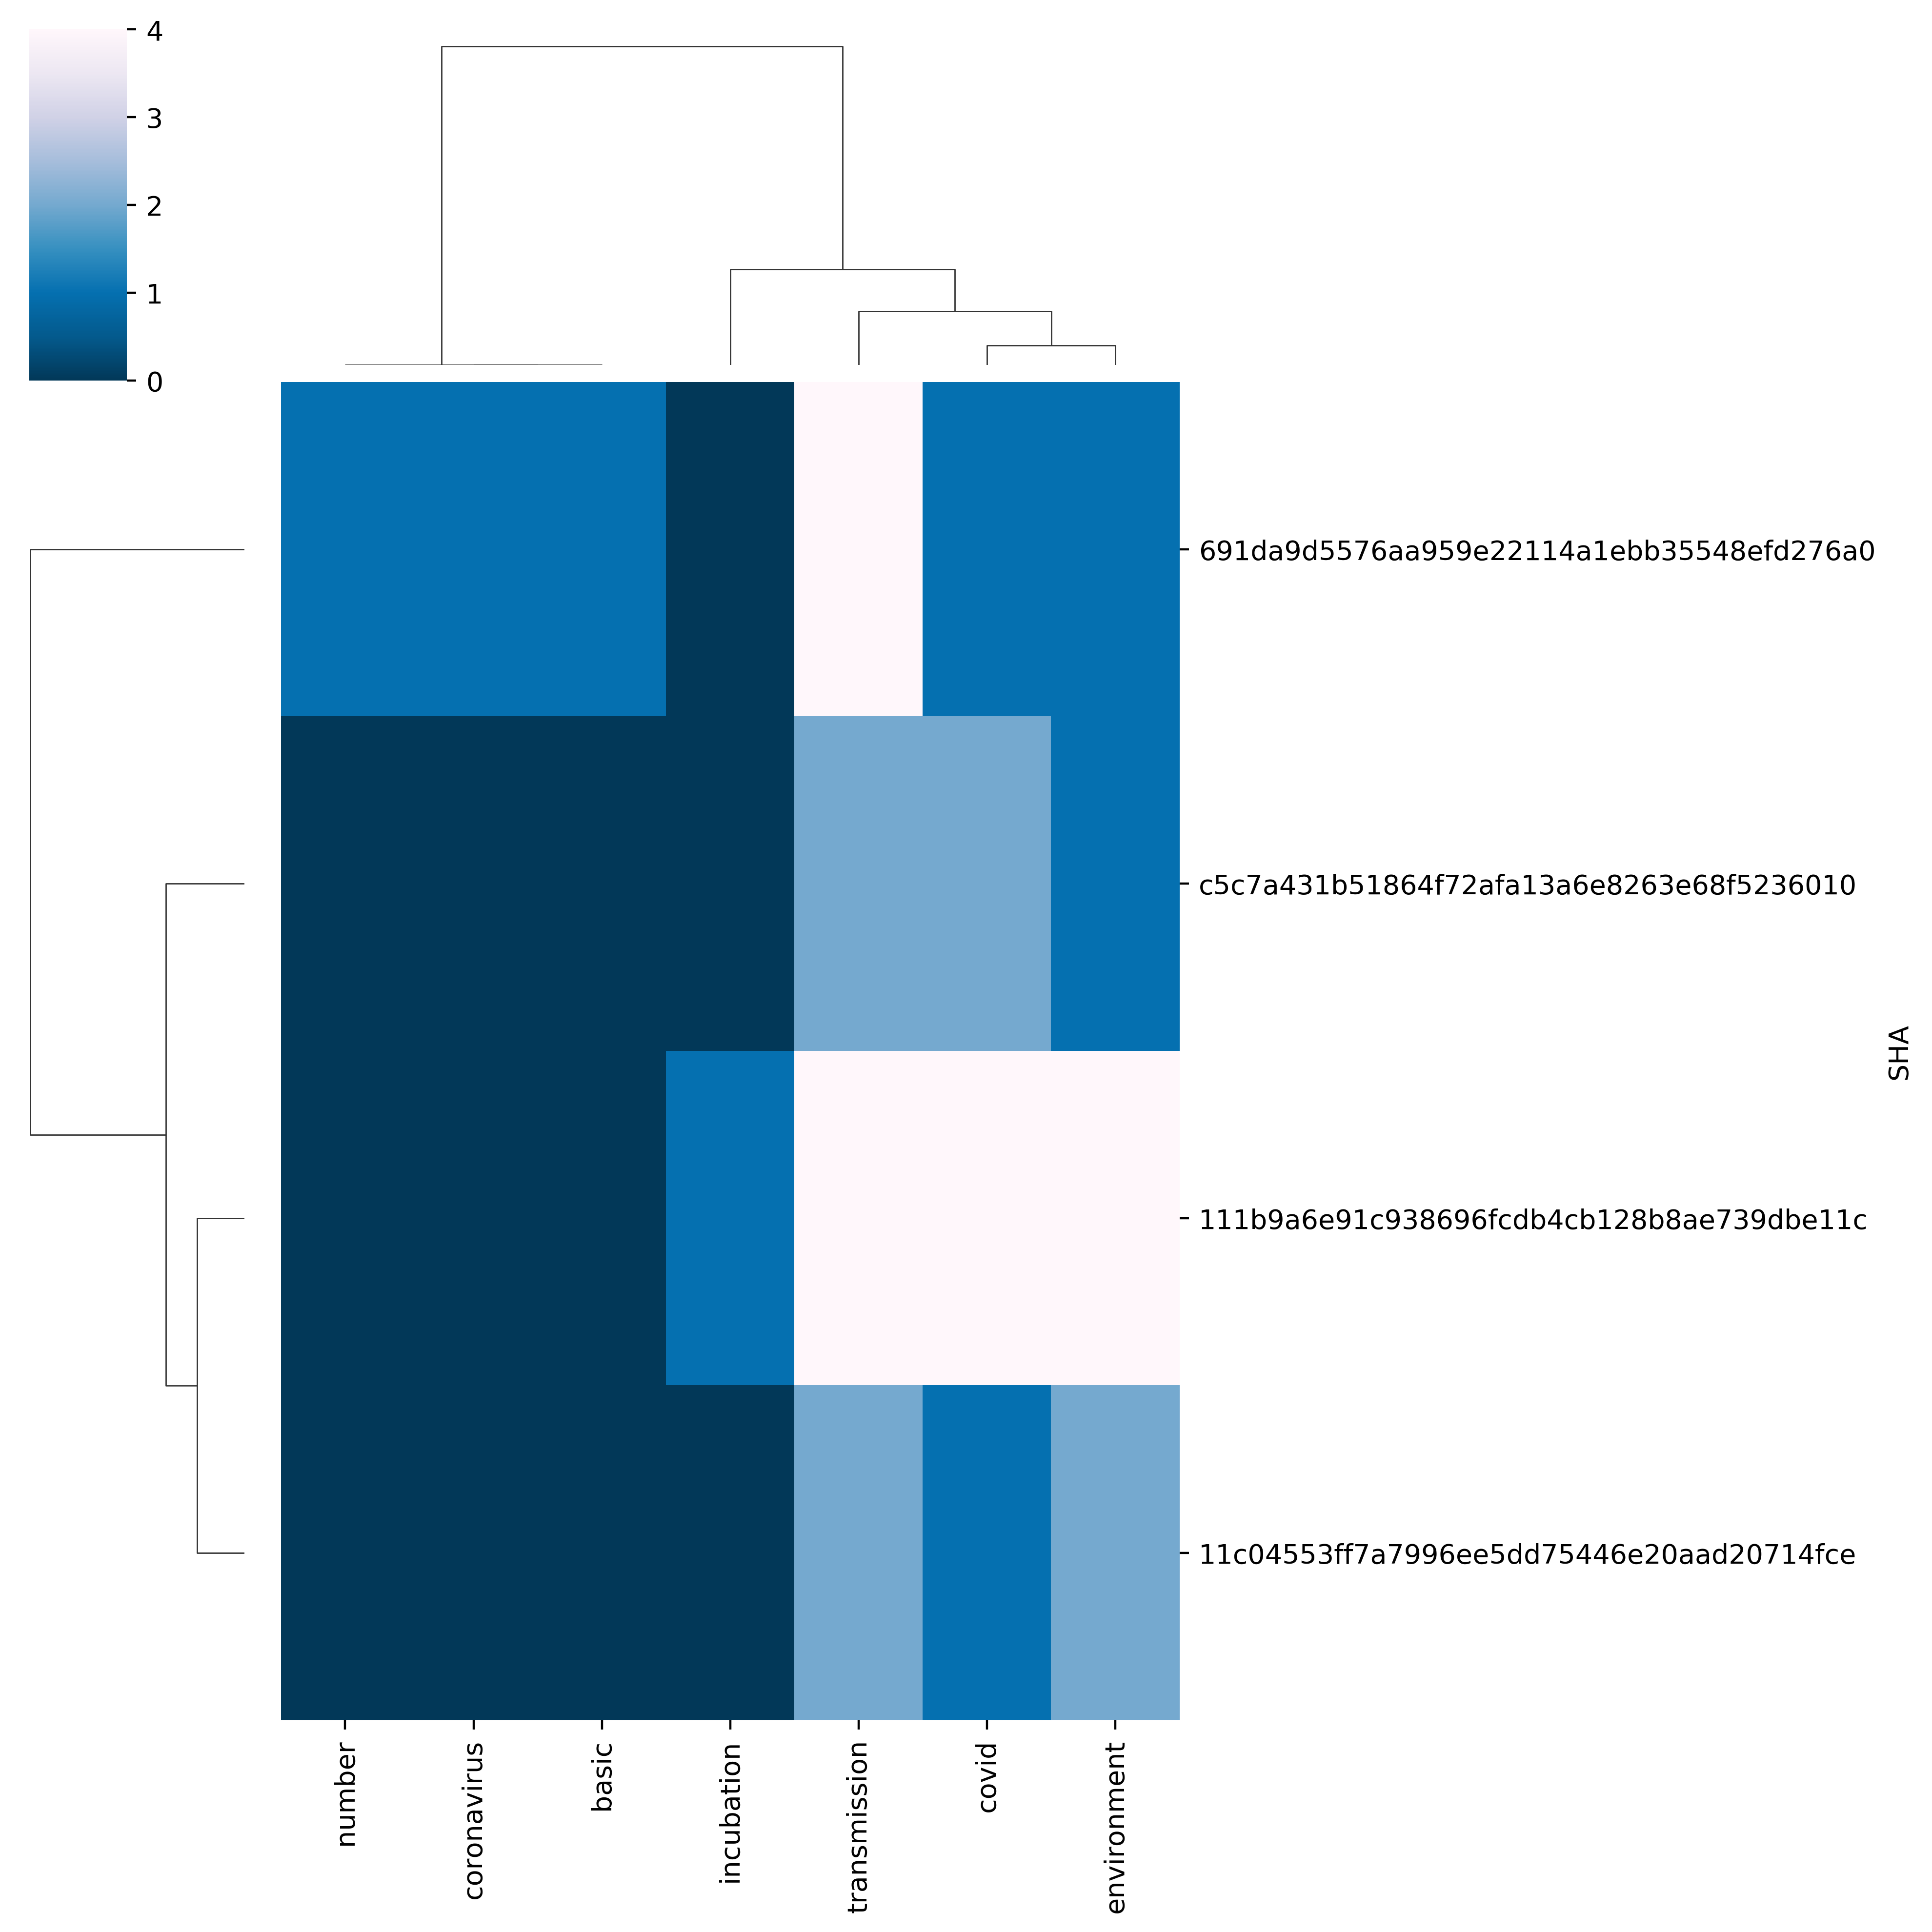 4
3
2
1
0
691da9d5576aa959e22114a1ebb35548efd276a0
c5c7a431b51864f72afa13a6e8263e68f5236010
111b9a6e91c938696fcdb4cb128b8ae739dbe11c
11c04553ff7a7996ee5dd75446e20aad20714fce
SHA
number
coronavirus
basic
incubation
transmission
covid
environment